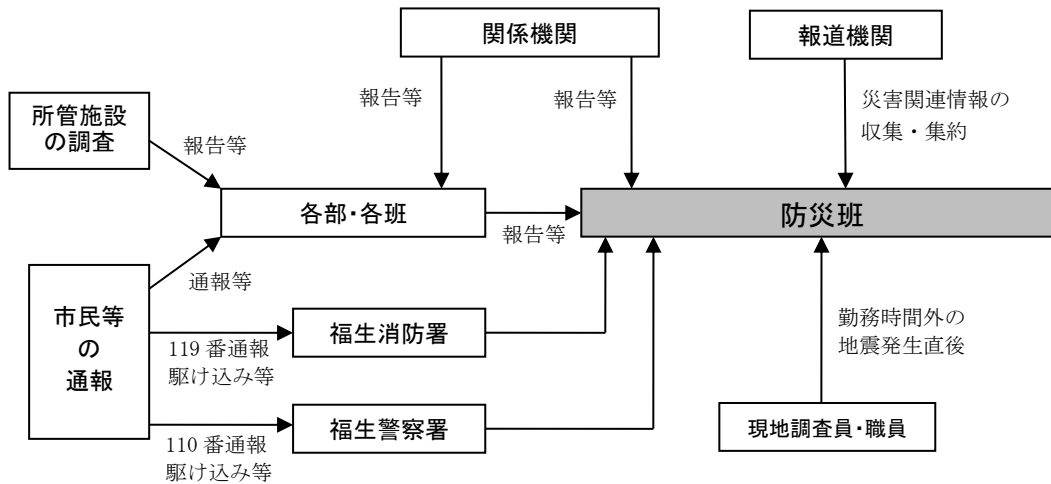 関係機関
報道機関
報告等
報告等
災害関連情報の
収集・集約
所管施設
の調査
報告等
各部・各班
報告等
防災班
通報等
市民等
の
通報
福生消防署
119 番通報
駆け込み等
勤務時間外の
地震発生直後
福生警察署
110 番通報
駆け込み等
現地調査員・職員